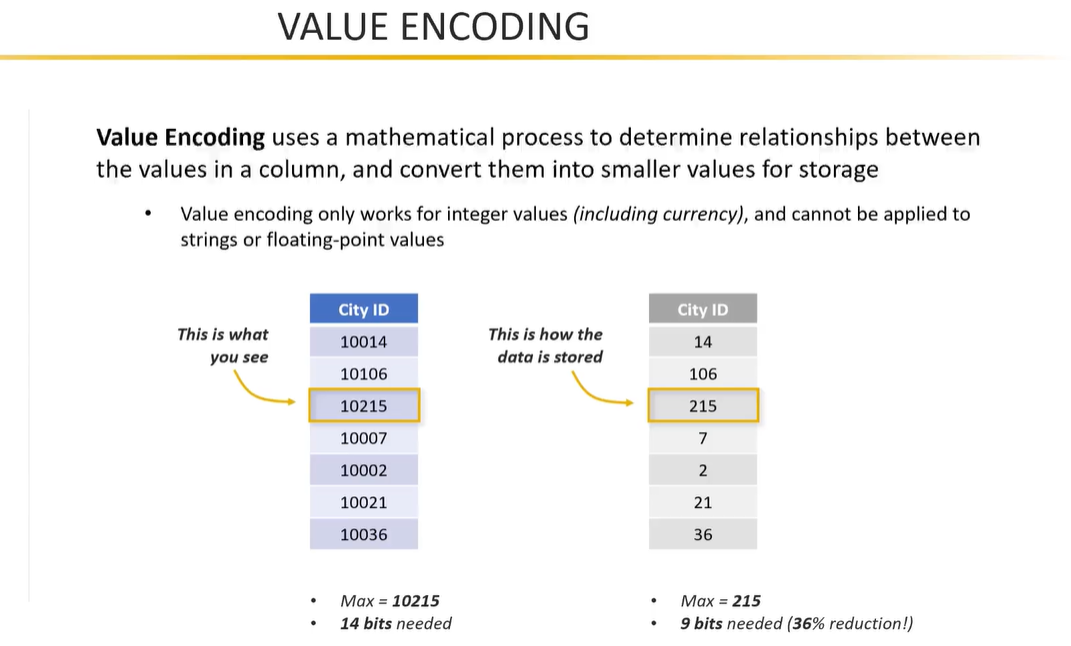 VALUE ENCODING
Value Encoding uses a mathematical process to determine relationships between
the values in a column, and convert them into smaller values for storage
• Value encoding only works for integer values (including currency), and cannot be applied to
strings or floating-point values
This is what
you see
City ID
10014
10106
10215
10007
10002
10021
10036
• Max = 10215
• 14 bits needed
This is how the
data is stored
City ID
14
106
215
7
2
21
36
• Max = 215
• 9 bits needed (36% reduction!)